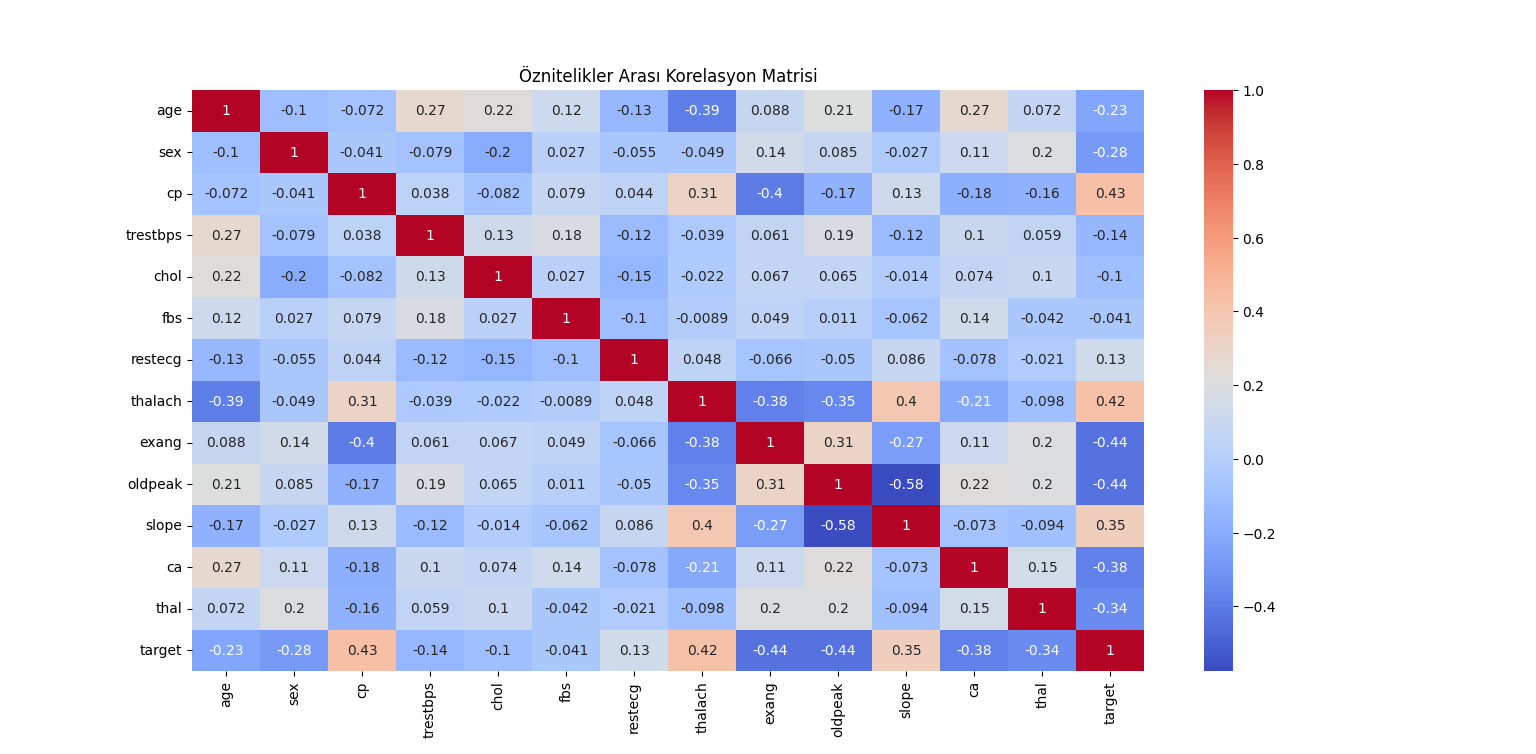 Öznitelikler Arası Korelasyon Matrisi
age 1 -0.1 -0.072 0.27 0.22 0.12 -0.13 -0.39 0.088 0.21 -0.17 0.27 0.072 -0.23
sex -0.1 1 -0.041 -0.079 -0.2 0.027 -0.055 -0.049 0.14 0.085 -0.027 0.11 0.2 -0.28
cp -0.072 -0.041 1 0.038 -0.082 0.079 0.044 0.31 -0.4 -0.17 0.13 -0.18 -0.16 0.43
trestbps 0.27 -0.079 0.038 1 0.13 0.18 -0.12 -0.039 0.061 0.19 -0.12 0.1 0.059 -0.14
chol 0.22 -0.2 -0.082 0.13 1 0.027 -0.15 -0.022 0.067 0.065 -0.014 0.074 0.1 -0.1
fbs 0.12 0.027 0.079 0.18 0.027 1 -0.1 -0.0089 0.049 0.011 -0.062 0.14 -0.042 -0.041
restecg -0.13 -0.055 0.044 -0.12 -0.15 -0.1 1 0.048 -0.066 -0.05 0.086 -0.078 -0.021 0.13
thalach -0.39 -0.049 0.31 -0.039 -0.022 -0.0089 0.048 1 -0.38 -0.35 0.4 -0.21 -0.098 0.42
exang 0.088 0.14 -0.4 0.061 0.067 0.049 -0.066 -0.38 1 0.31 -0.27 0.11 0.2 -0.44
oldpeak 0.21 0.085 -0.17 0.19 0.065 0.011 -0.05 -0.35 0.31 1 -0.58 0.22 0.2 -0.44
slope -0.17 -0.027 0.13 -0.12 -0.014 -0.062 0.086 0.4 -0.27 -0.58 1 -0.073 -0.094 0.35
ca 0.27 0.11 -0.18 0.1 0.074 0.14 -0.078 -0.21 0.11 0.22 -0.073 1 0.15 -0.38
thal 0.072 0.2 -0.16 0.059 0.1 -0.042 -0.021 -0.098 0.2 0.2 -0.094 0.15 1 -0.34
target -0.23 -0.28 0.43 -0.14 -0.1 -0.041 0.13 0.42 -0.44 -0.44 0.35 -0.38 -0.34 1
age sex cp trestbps chol fbs restecg thalach exang oldpeak slope ca thal target
1.0
0.8
0.6
0.4
0.2
0.0
−0.2
−0.4